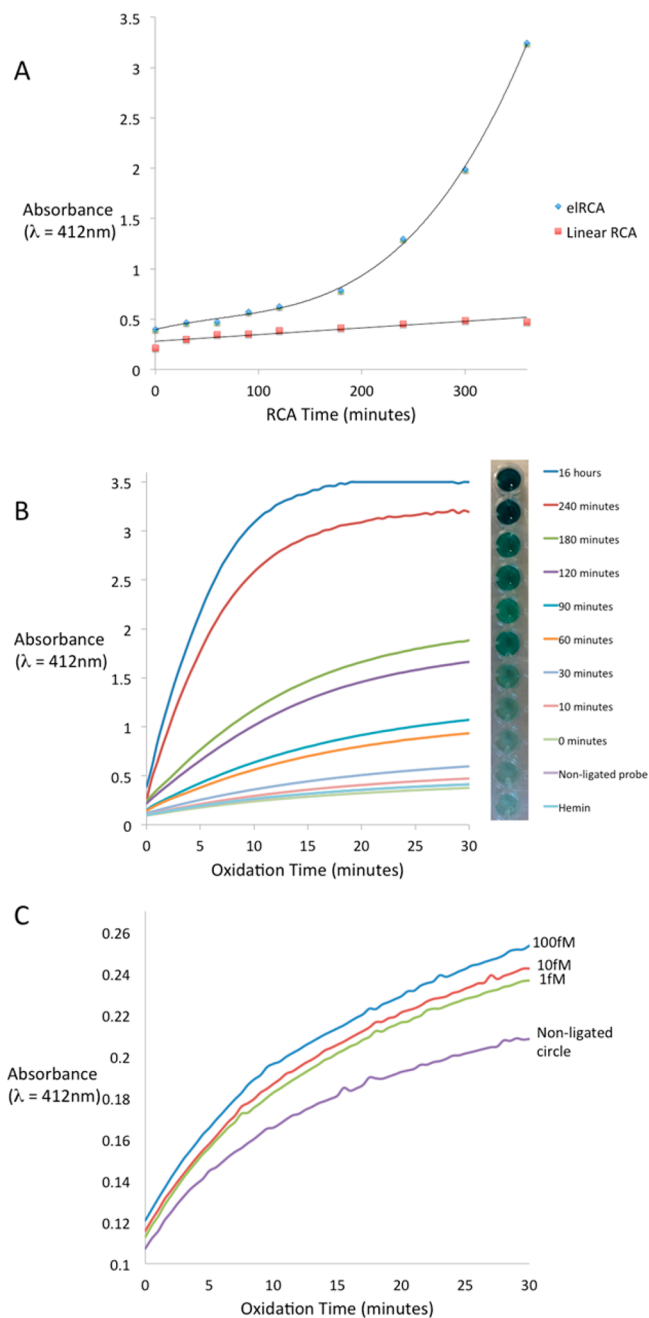 A
3.5
3
2.5
2
1.5
1
0.5
0
Absorbance
(λ = 412nm)
0 100 200 300
RCA Time (minutes)
elRCA
Linear RCA
B
3.5
3
2.5
2
1.5
1
0.5
0
Absorbance
(λ = 412nm)
0 5 10 15 20 25 30
Oxidation Time (minutes)
16 hours
240 minutes
180 minutes
120 minutes
90 minutes
60 minutes
30 minutes
10 minutes
0 minutes
Non-ligated probe
Hemin
C
0.26
0.24
0.22
0.2
0.18
0.16
0.14
0.12
0.1
Absorbance
(λ = 412nm)
100fM
10fM
1fM
Non-ligated
circle
0 5 10 15 20 25 30
Oxidation Time (minutes)